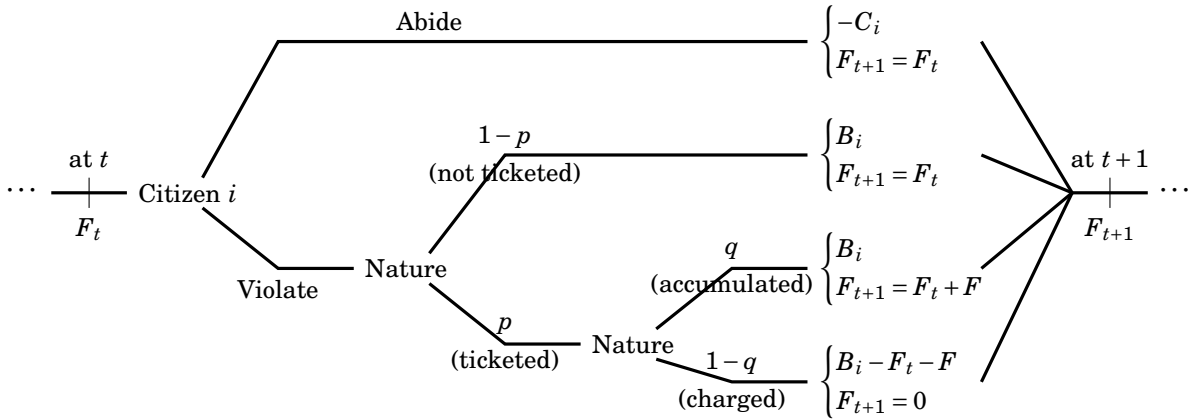 Abide
−C_i
F_{t+1} = F_t
1 − p
(not ticketed)
B_i
F_{t+1} = F_t
at t
at t + 1
⋯ Citizen i ⋯
F_t
F_{t+1}
Violate
Nature
q
(accumulated)
B_i
F_{t+1} = F_t + F
p
(ticketed)
Nature
1 − q
(charged)
B_i − F_t − F
F_{t+1} = 0